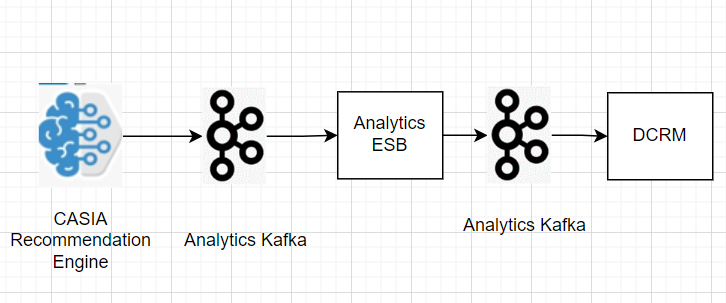 Analytics
ESB
DCRM
CASIA
Recommendation
Engine
Analytics Kafka
Analytics Kafka